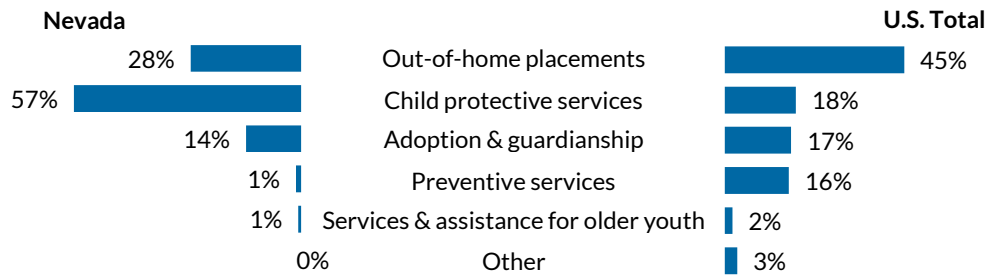 Nevada U.S. Total
28% Out-of-home placements 45%
57% Child protective services 18%
14% Adoption & guardianship 17%
1% Preventive services 16%
1% Services & assistance for older youth 2%
0% Other 3%